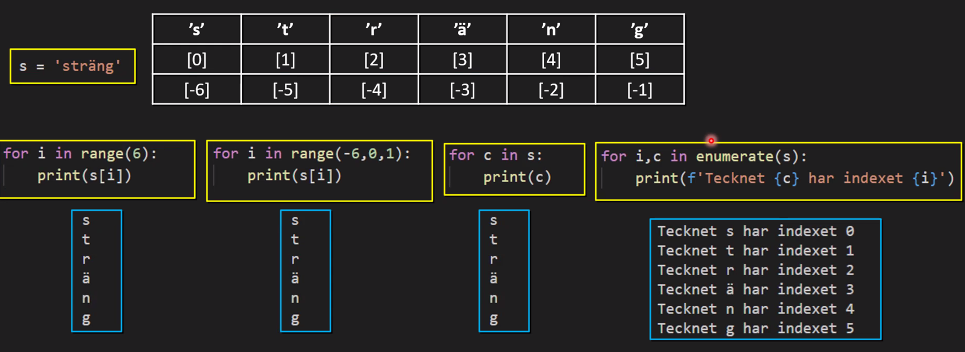 s = 'sträng'
’s’ ’t’ ’r’ ’ä’ ’n’ ’g’
[0] [1] [2] [3] [4] [5]
[-6] [-5] [-4] [-3] [-2] [-1]
for i in range(6):
print(s[i])
s
t
r
ä
n
g
for i in range(-6,0,1):
print(s[i])
s
t
r
ä
n
g
for c in s:
print(c)
s
t
r
ä
n
g
for i,c in enumerate(s):
print(f'Tecknet {c} har indexet {i}')
Tecknet s har indexet 0
Tecknet t har indexet 1
Tecknet r har indexet 2
Tecknet ä har indexet 3
Tecknet n har indexet 4
Tecknet g har indexet 5